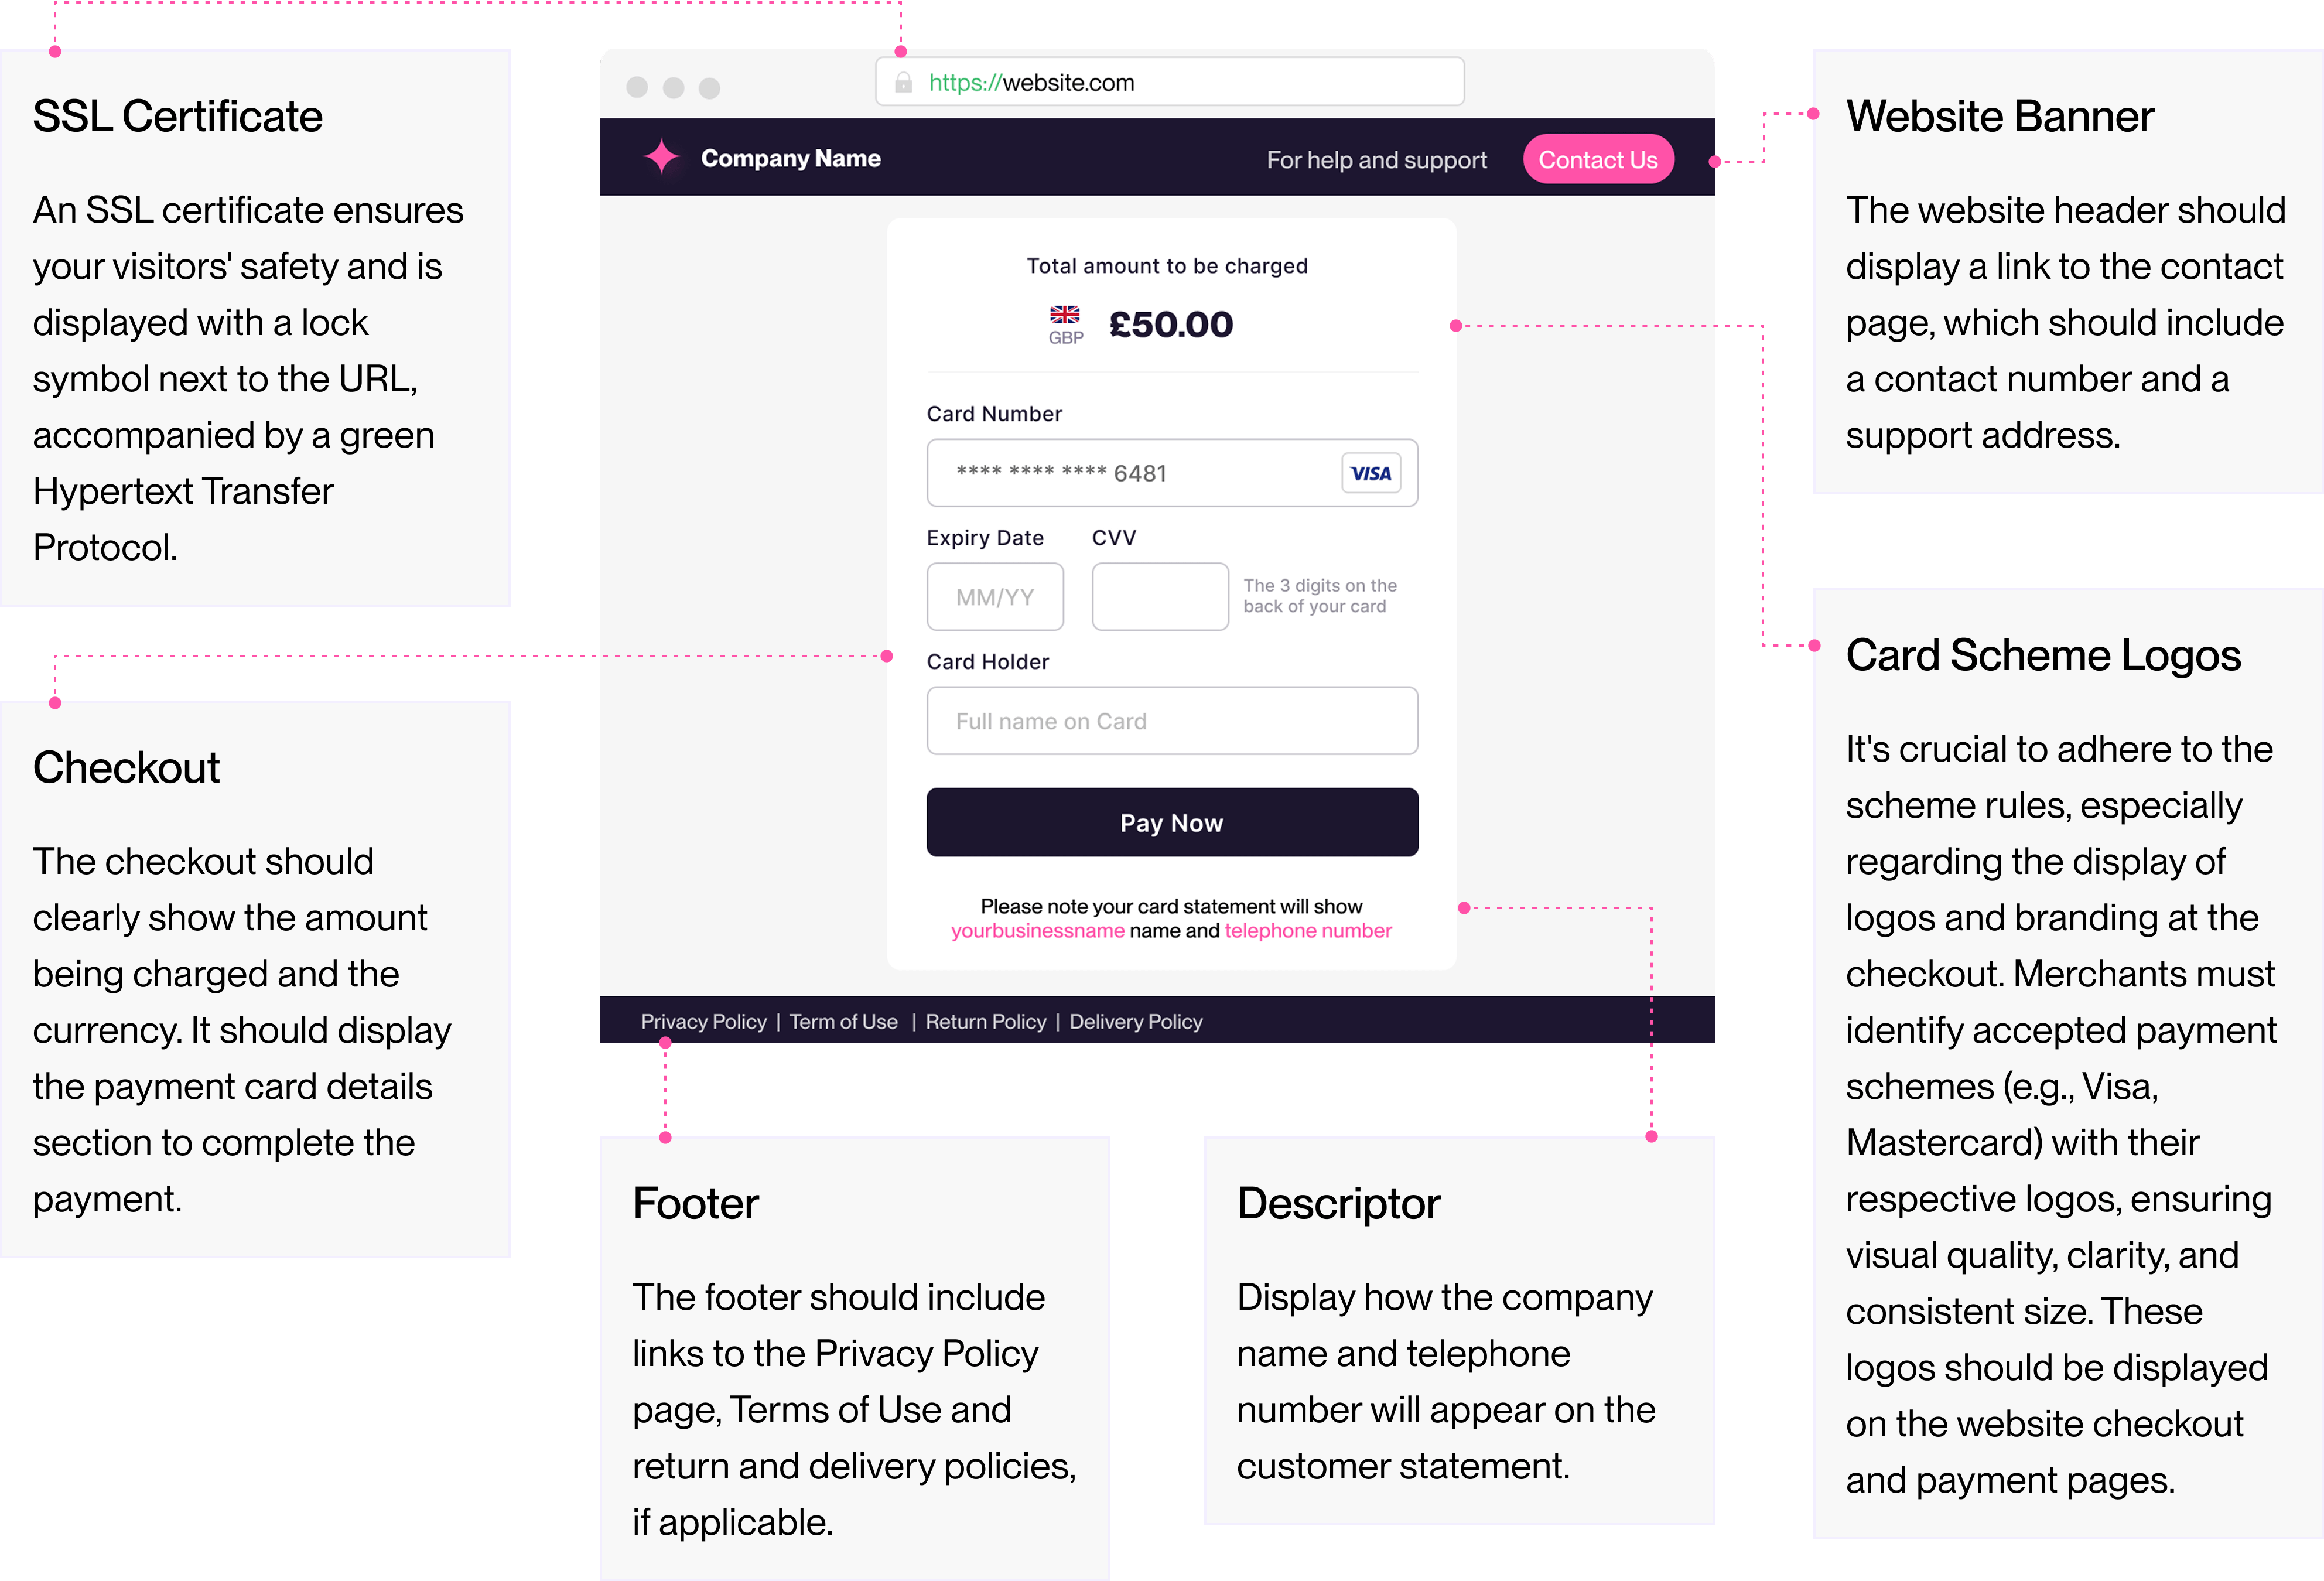 SSL Certificate
An SSL certificate ensures
your visitors' safety and is
displayed with a lock
symbol next to the URL,
accompanied by a green
Hypertext Transfer
Protocol.
Checkout
The checkout should
clearly show the amount
being charged and the
currency. It should display
the payment card details
section to complete the
payment.
https://website.com
Company Name
For help and support
Contact Us
Total amount to be charged
GBP
£50.00
Card Number
**** **** **** 6481
VISA
Expiry Date
CVV
MM/YY
The 3 digits on the
back of your card
Card Holder
Full name on Card
Pay Now
Please note your card statement will show
yourbusinessname name and telephone number
Privacy Policy | Term of Use | Return Policy | Delivery Policy
Footer
The footer should include
links to the Privacy Policy
page, Terms of Use and
return and delivery policies,
if applicable.
Descriptor
Display how the company
name and telephone
number will appear on the
customer statement.
Website Banner
The website header should
display a link to the contact
page, which should include
a contact number and a
support address.
Card Scheme Logos
It's crucial to adhere to the
scheme rules, especially
regarding the display of
logos and branding at the
checkout. Merchants must
identify accepted payment
schemes (e.g., Visa,
Mastercard) with their
respective logos, ensuring
visual quality, clarity, and
consistent size. These
logos should be displayed
on the website checkout
and payment pages.